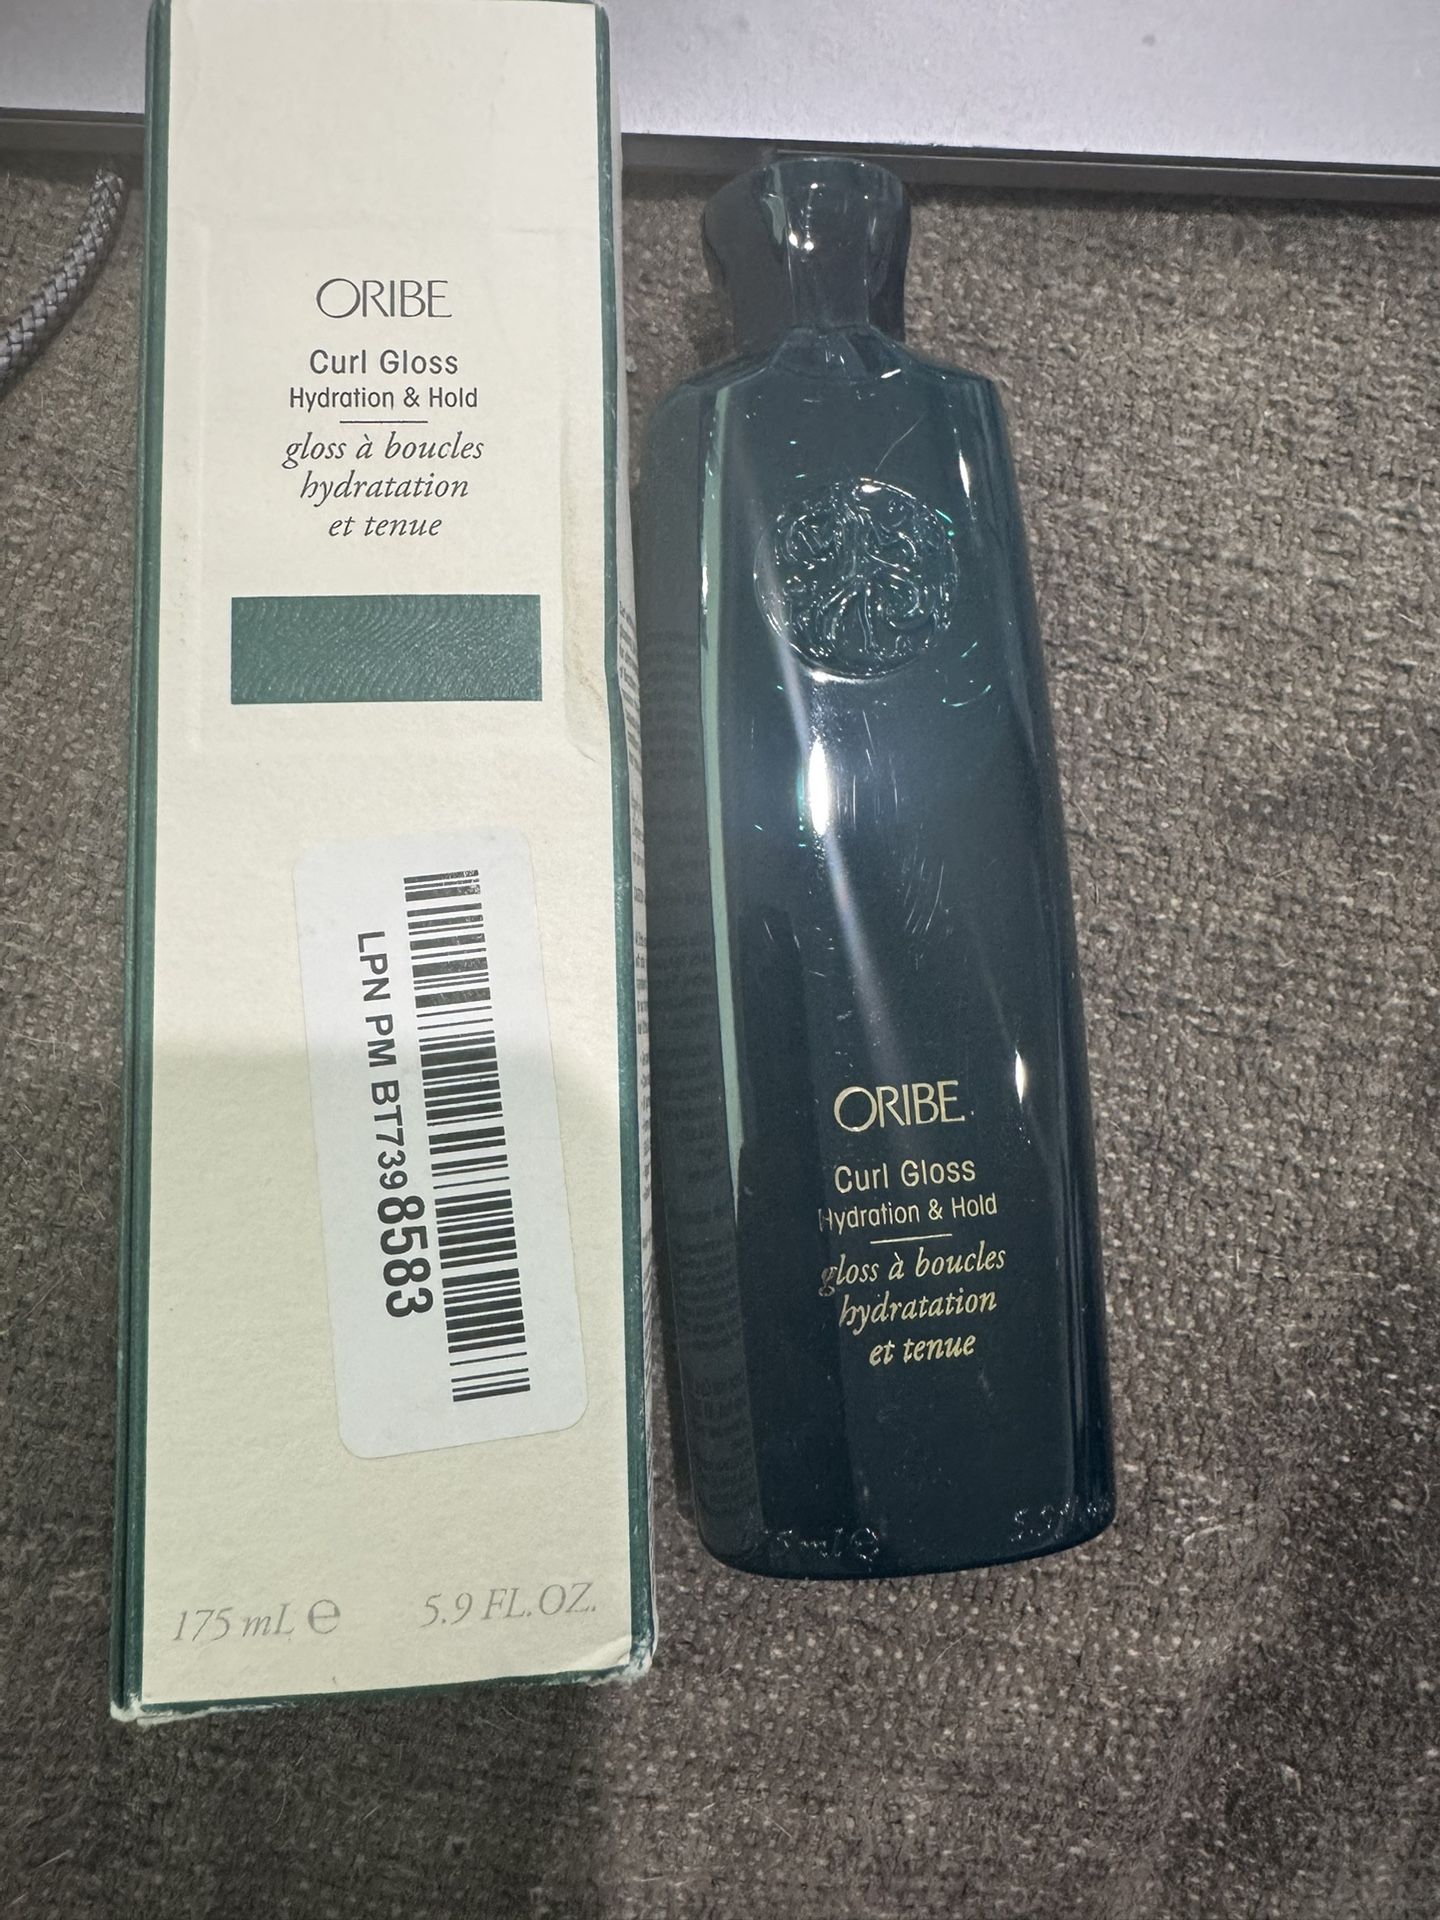 ORIBE
Curl Gloss
Hydration & Hold
gloss à boucles
hydratation
et tenue
LPN PM BT7398583
175 mL ℮ 5.9 FL.OZ.
ORIBE
Curl Gloss
Hydration & Hold
gloss à boucles
hydratation
et tenue